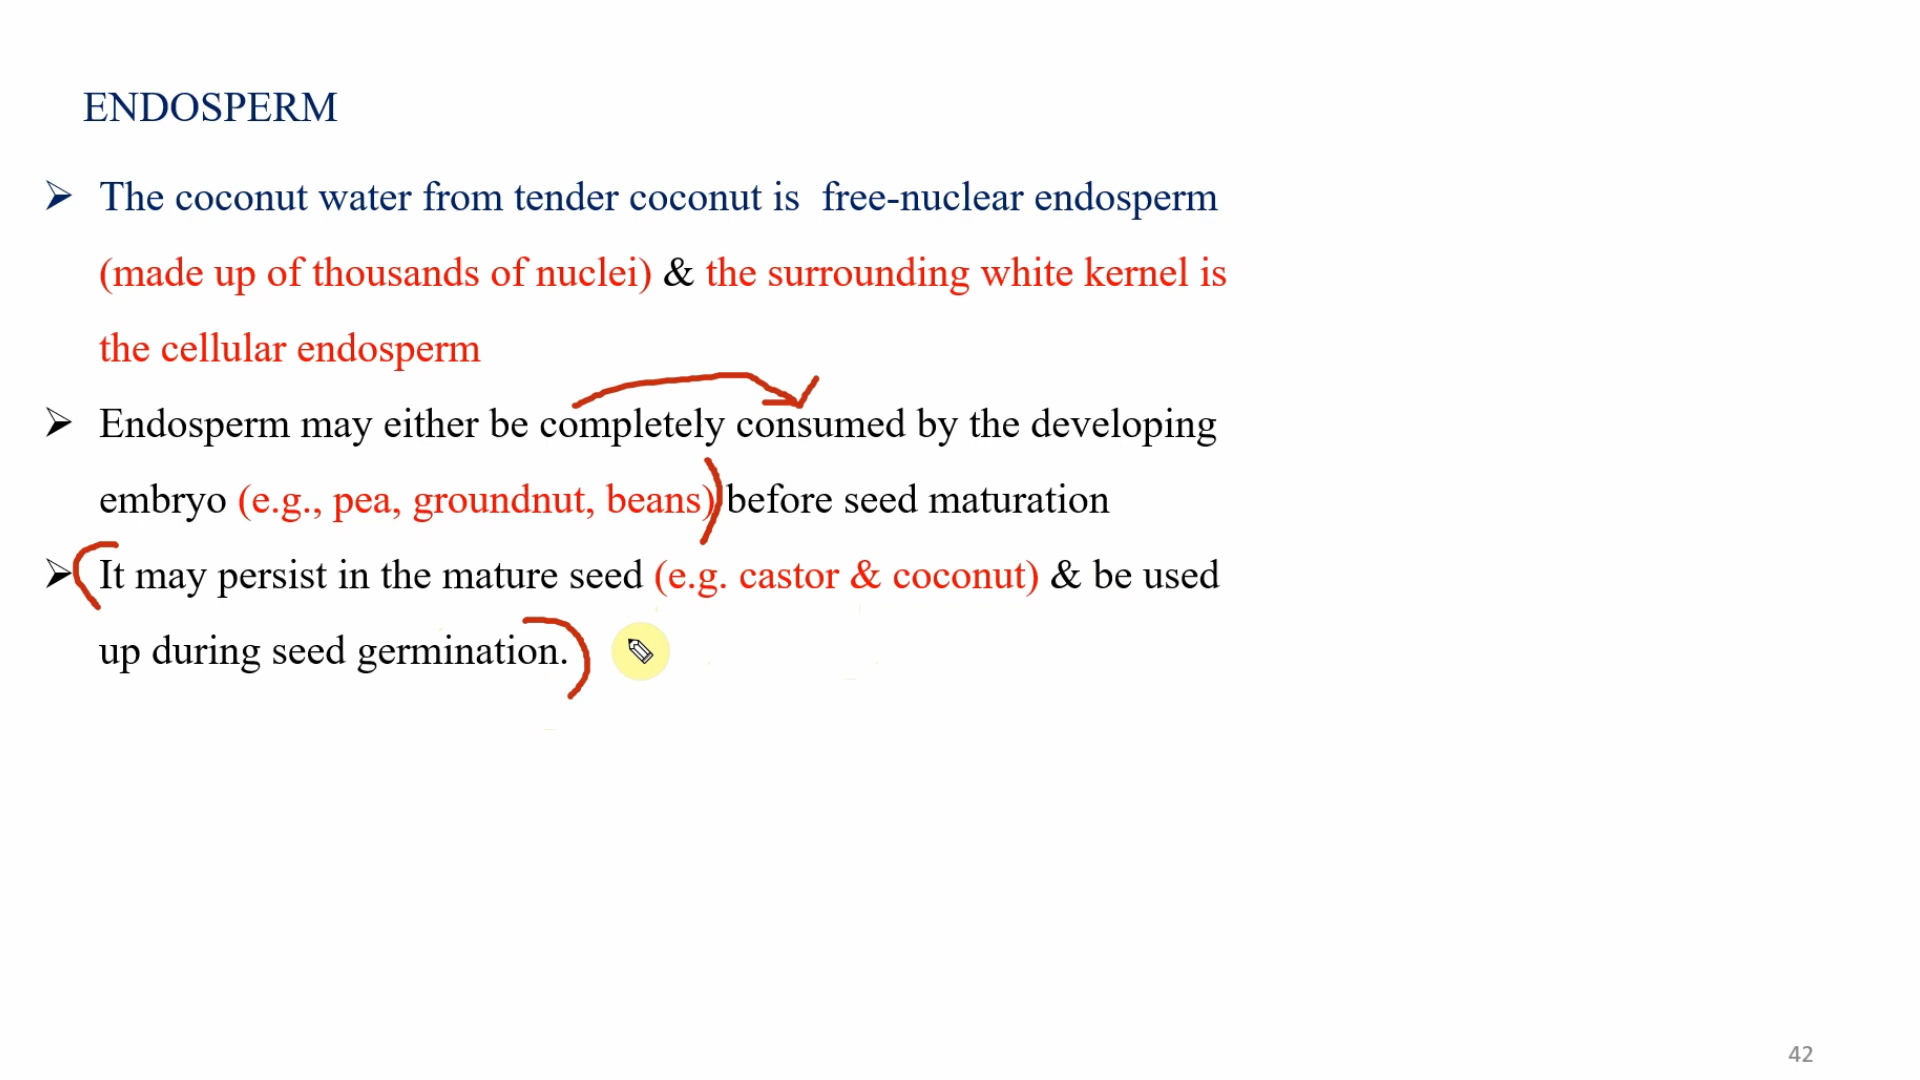 ENDOSPERM
➢ The coconut water from tender coconut is free-nuclear endosperm
(made up of thousands of nuclei) & the surrounding white kernel is
the cellular endosperm
➢ Endosperm may either be completely consumed by the developing
embryo (e.g., pea, groundnut, beans) before seed maturation
➢ It may persist in the mature seed (e.g. castor & coconut) & be used
up during seed germination.
42